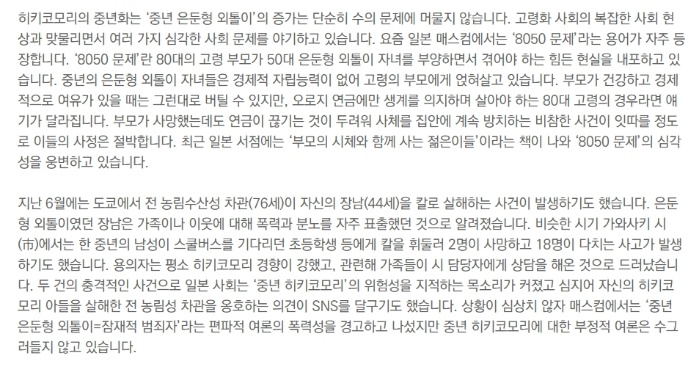 히키코모리의 중년화는 ‘중년 은둔형 외톨이’의 증가는 단순히 수의 문제에 머물지 않습니다. 고령화 사회의 복잡한 사회 현
상과 맞물리면서 여러 가지 심각한 사회 문제를 야기하고 있습니다. 요즘 일본 매스컴에서는 ‘8050 문제’라는 용어가 자주 등
장합니다. ‘8050 문제’란 80대의 고령 부모가 50대 은둔형 외톨이 자녀를 부양하면서 겪어야 하는 힘든 현실을 내포하고 있
습니다. 중년의 은둔형 외톨이 자녀들은 경제적 자립능력이 없어 고령의 부모에게 얹혀살고 있습니다. 부모가 건강하고 경제
적으로 여유가 있을 때는 그런대로 버틸 수 있지만, 오로지 연금에만 생계를 의지하며 살아야 하는 80대 고령의 경우라면 얘
기가 달라집니다. 부모가 사망했는데도 연금이 끊기는 것이 두려워 사체를 집안에 계속 방치하는 비참한 사건이 잇따를 정도
로 이들의 사정은 절박합니다. 최근 일본 서점에는 ‘부모의 시체와 함께 사는 젊은이들’이라는 책이 나와 ‘8050 문제’의 심각
성을 웅변하고 있습니다.
지난 6월에는 도쿄에서 전 농림수산성 차관(76세)이 자신의 장남(44세)을 칼로 살해하는 사건이 발생하기도 했습니다. 은둔
형 외톨이였던 장남은 가족이나 이웃에 대해 폭력과 분노를 자주 표출했던 것으로 알려졌습니다. 비슷한 시기 가와사키 시
(市)에서는 한 중년의 남성이 스쿨버스를 기다리던 초등학생 등에게 칼을 휘둘러 2명이 사망하고 18명이 다치는 사고가 발생
하기도 했습니다. 용의자는 평소 히키코모리 경향이 강했고, 관련해 가족들이 시 담당자에게 상담을 해온 것으로 드러났습니
다. 두 건의 충격적인 사건으로 일본 사회는 ‘중년 히키코모리’의 위험성을 지적하는 목소리가 커졌고 심지어 자신의 히키코
모리 아들을 살해한 전 농림성 차관을 옹호하는 의견이 SNS를 달구기도 했습니다. 상황이 심상치 않자 매스컴에서는 ‘중년
은둔형 외톨이=잠재적 범죄자’라는 편파적 여론의 폭력성을 경고하고 나섰지만 중년 히키코모리에 대한 부정적 여론은 수그
러들지 않고 있습니다.